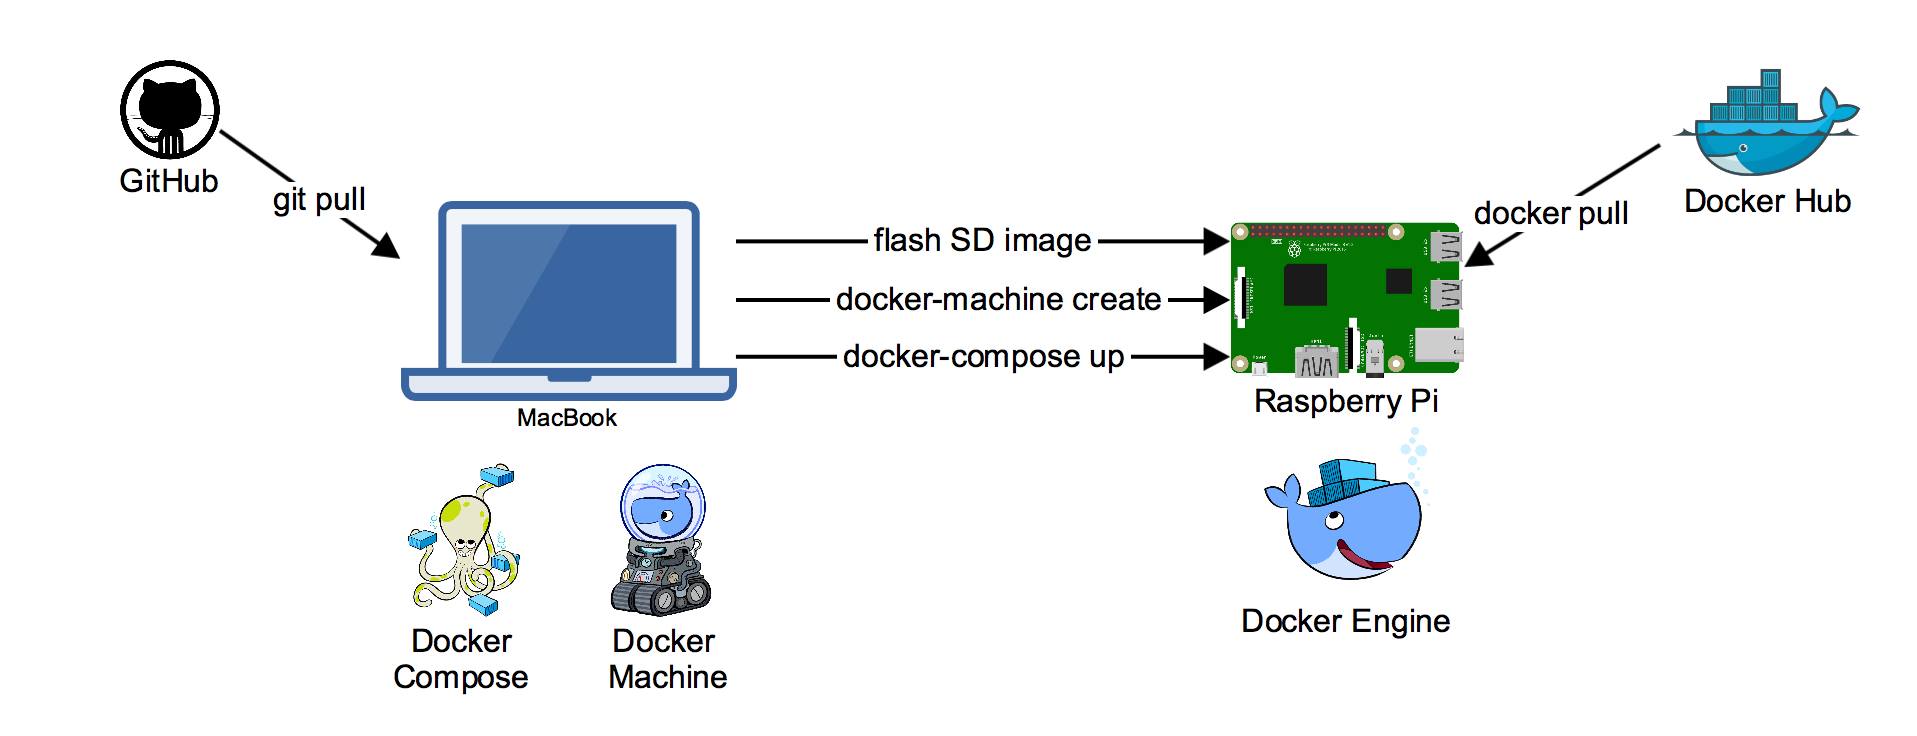 GitHub
git pull
MacBook
flash SD image
docker-machine create
docker-compose up
docker pull
Docker Hub
Raspberry Pi
Docker
Compose
Docker
Machine
Docker Engine